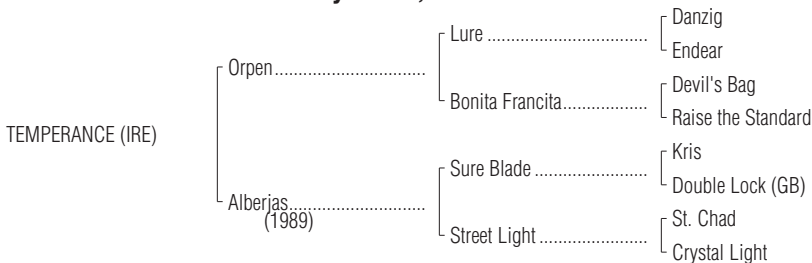 TEMPERANCE (IRE)
Orpen
Alberjas
(1989)
Lure
Bonita Francita
Sure Blade
Street Light
Danzig
Endear
Devil's Bag
Raise the Standard
Kris
Double Lock (GB)
St. Chad
Crystal Light